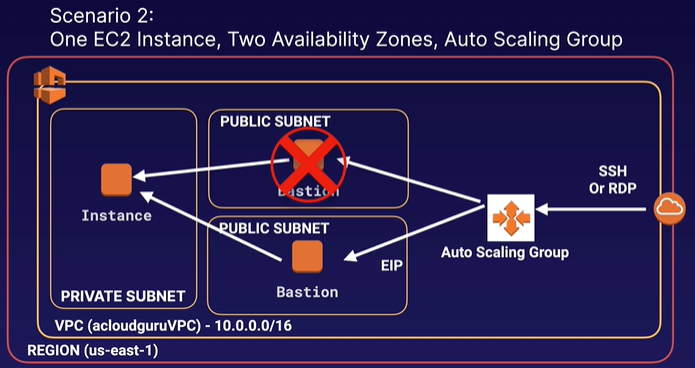 Scenario 2:
One EC2 Instance, Two Availability Zones, Auto Scaling Group
PUBLIC SUBNET
Bastion
Instance
PUBLIC SUBNET
EIP
Bastion
PRIVATE SUBNET
SSH
Or RDP
Auto Scaling Group
VPC (acloudguruVPC) - 10.0.0.0/16
REGION (us-east-1)